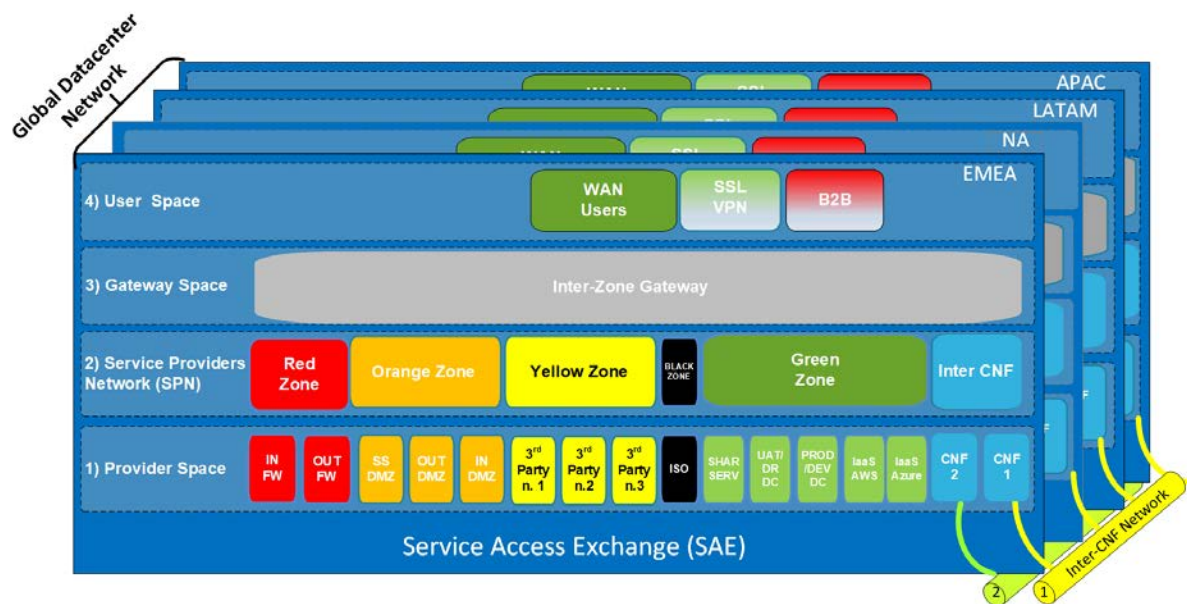 Global Datacenter
Network
APAC
LATAM
NA
EMEA
4) User Space
WAN
Users
SSL
VPN
B2B
3) Gateway Space
Inter-Zone Gateway
2) Service Providers
Network (SPN)
Red
Zone
Orange Zone
Yellow Zone
BLACK
ZONE
Green
Zone
Inter CNF
1) Provider Space
IN
FW
OUT
FW
SS
DMZ
OUT
DMZ
IN
DMZ
3rd
Party
n. 1
3rd
Party
n.2
3rd
Party
n.3
ISO
SHAR
SERV
UAT/
DR
DC
PROD
/DEV
DC
IaaS
AWS
IaaS
Azure
CNF
2
CNF
1
Service Access Exchange (SAE)
2
1
Inter-CNF Network